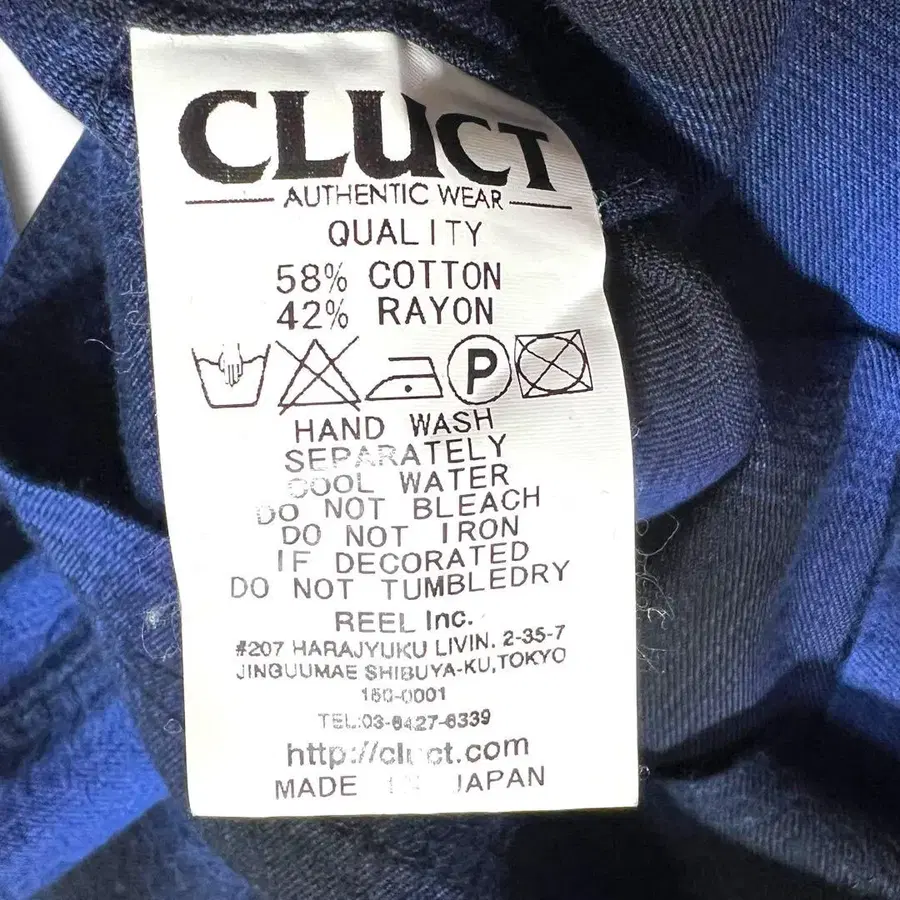 CLUCT
AUTHENTIC WEAR
QUALITY
58% COTTON
42% RAYON
P
HAND WASH
SEPARATELY
COOL WATER
DO NOT BLEACH
DO NOT IRON
IF DECORATED
DO NOT TUMBLEDRY
REEL Inc.
#207 HARAJYUKU LIVIN. 2-35-7
JINGUUMAE SHIBUYA-KU,TOKYO
150-0001
TEL:03-6427-6339
http://cluct.com
MADE IN JAPAN